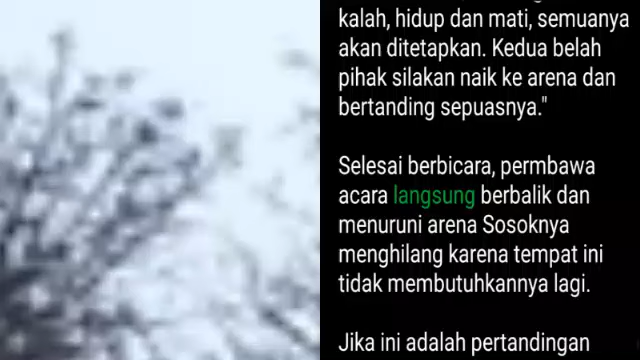 kalah, hidup dan mati, semuanya
akan ditetapkan. Kedua belah
pihak silakan naik ke arena dan
bertanding sepuasnya."
Selesai berbicara, permbawa
acara langsung berbalik dan
menuruni arena Sosoknya
menghilang karena tempat ini
tidak membutuhkannya lagi.
Jika ini adalah pertandingan